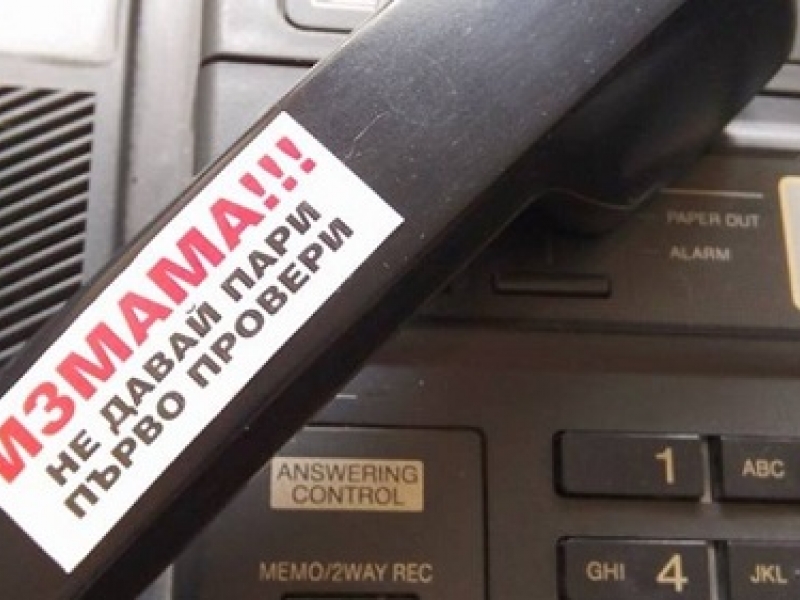 ИЗМАМА!!!
НЕ ДАВАЙ ПАРИ
ПЪРВО ПРОВЕРИ
PAPER OUT
ALARM
ANSWERING
CONTROL
MEMO/2WAY REC
1
ABC
GHI 4
JKL